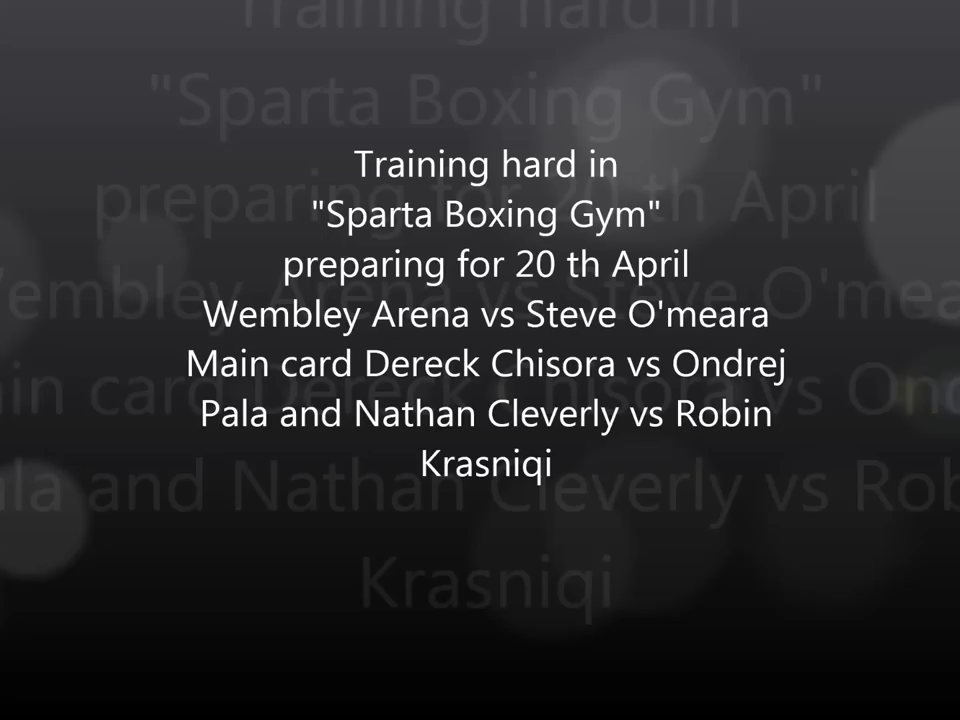 Training hard in
"Sparta Boxing Gym"
preparing for 20 th April
Wembley Arena vs Steve O'meara
Main card Dereck Chisora vs Ondrej
Pala and Nathan Cleverly vs Robin
Krasniqi